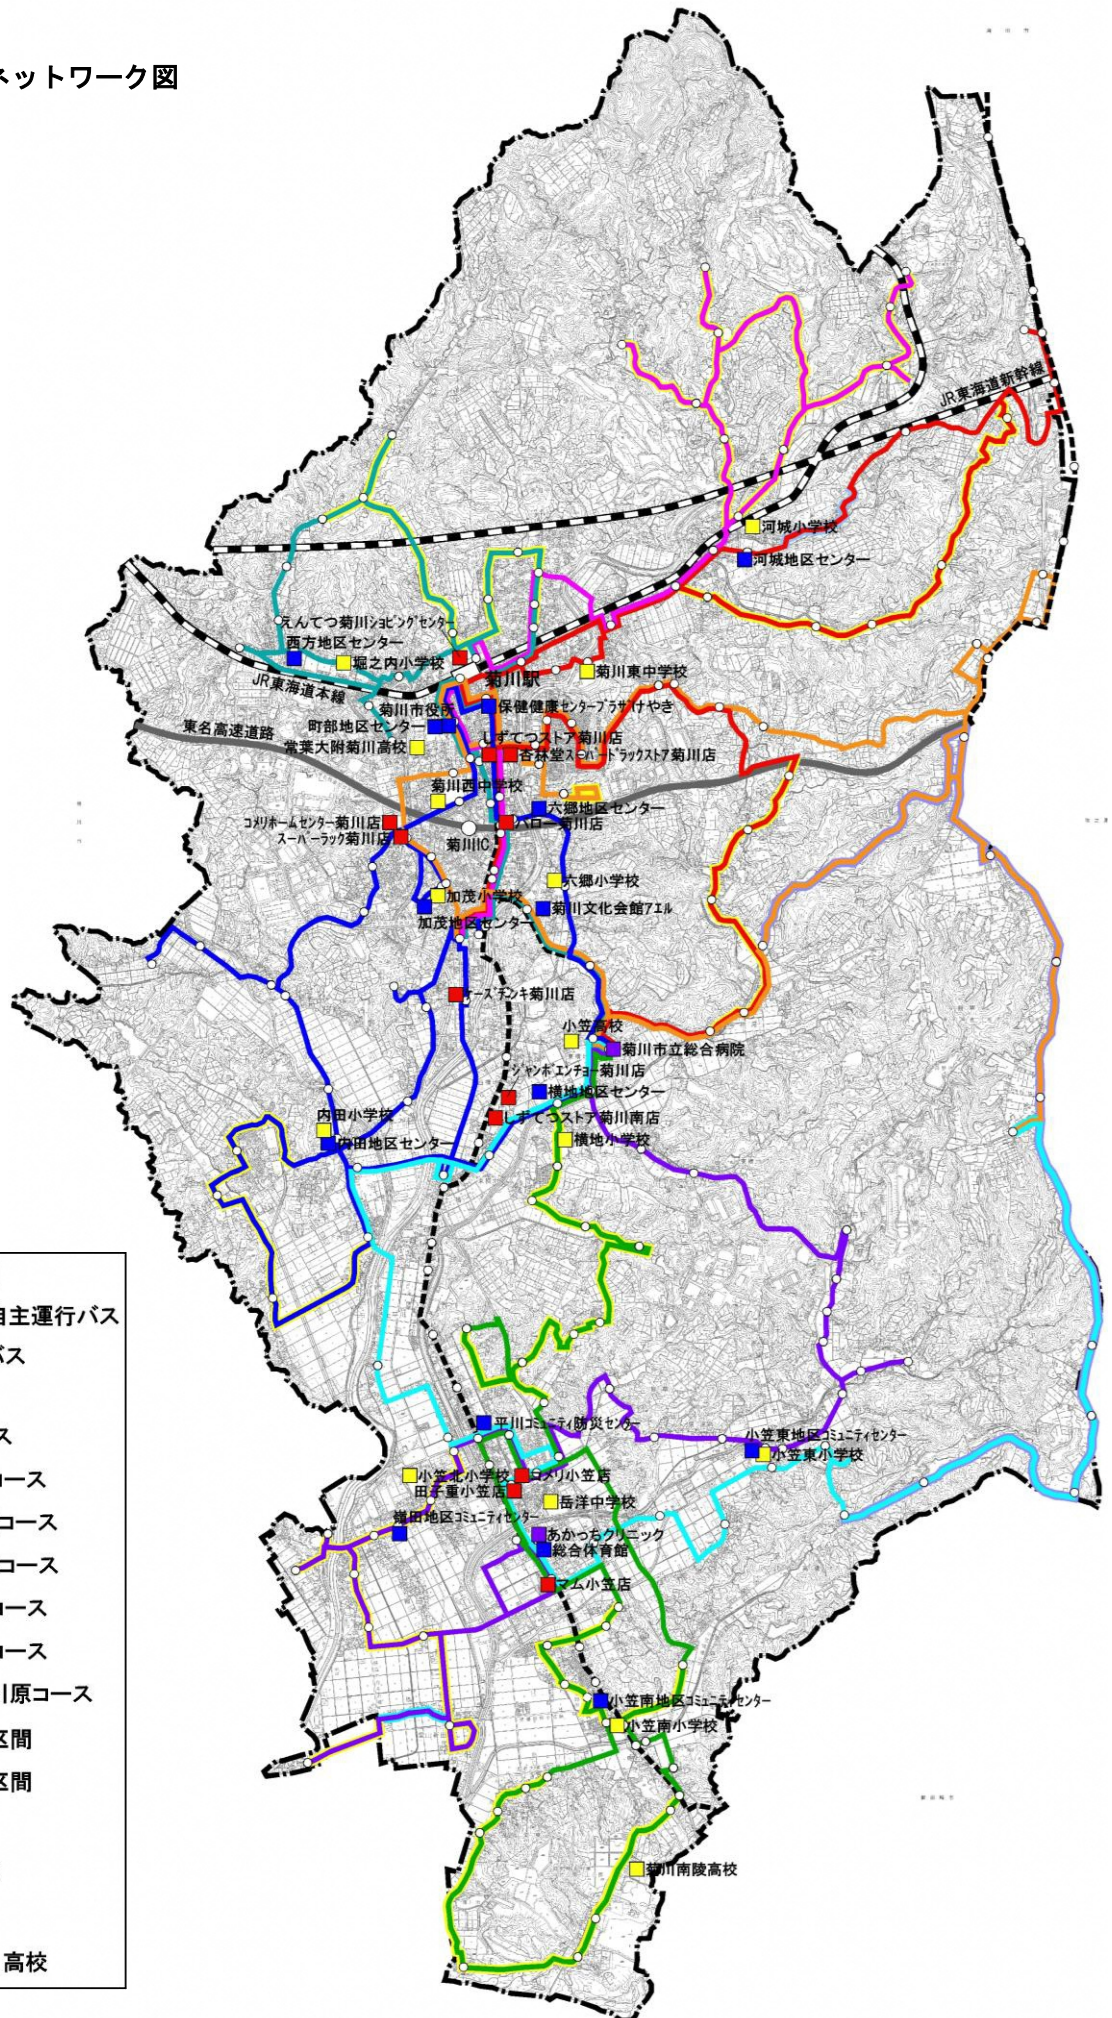 ネットワーク図
JR東海道新幹線
河城小学校
河城地区センター
えんてつ菊川ショッピングセンター
西方地区センター
堀之内小学校
菊川東中学校
菊川駅
JR東海道本線
菊川市役所
保健健康センタープラザけやき
町部地区センター
東名高速道路
しずてつストア菊川店
常葉大附菊川高校
杏林堂スーパードラックストア菊川店
菊川西中学校
六郷地区センター
コメリホームセンター菊川店
ハロー菊川店
スーパーラック菊川店
菊川IC
六郷小学校
加茂小学校
菊川文化会館アエル
加茂地区センター
ケーズデンキ菊川店
小笠高校
菊川市立総合病院
ジャンボエンチョー菊川店
横地地区センター
内田小学校
しずてつストア菊川南店
内田地区センター
横地小学校
自主運行バス
バス
ス
コース
コース
コース
コース
コース
川原コース
区間
区間
高校
平川コミュニティ防災センター
小笠東地区コミュニティセンター
小笠東小学校
小笠北小学校
コメリ小笠店
田子重小笠店
岳洋中学校
嶺田地区コミュニティセンター
あかっちクリニック
総合体育館
マム小笠店
小笠南地区コミュニティセンター
小笠南小学校
菊川南陵高校